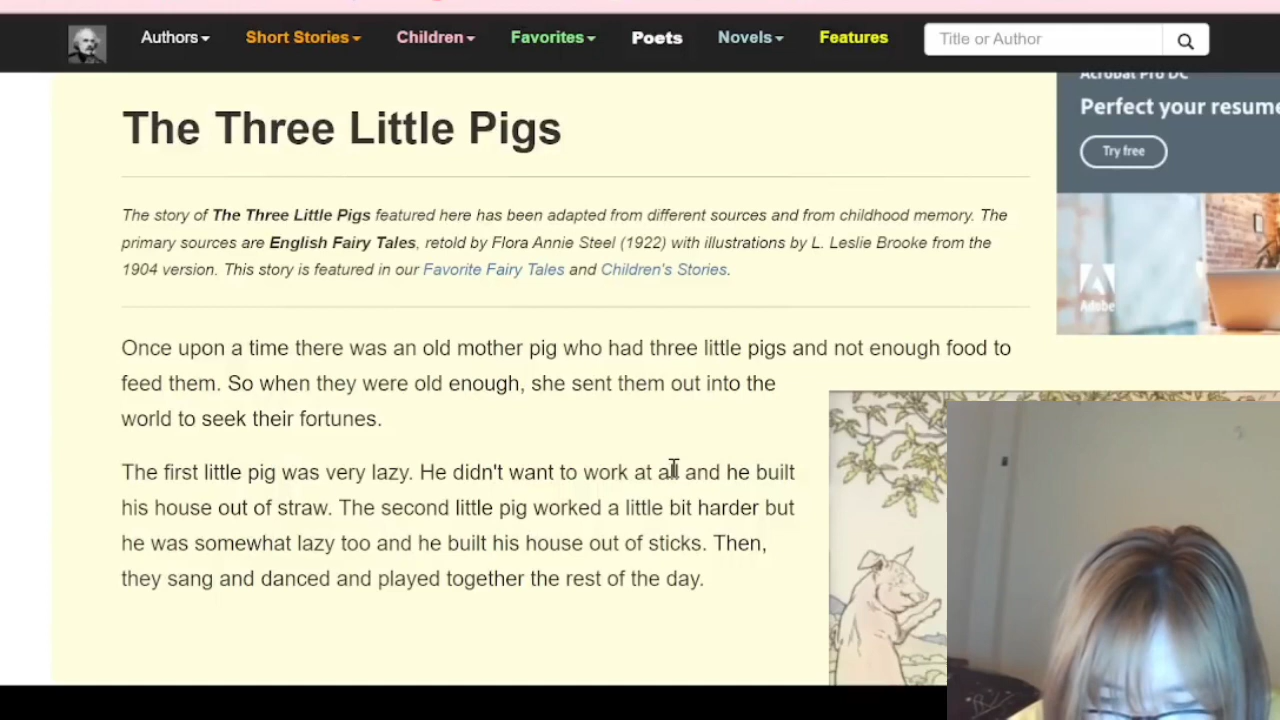 Authors Short Stories Children Favorites Poets Novels Features Title or Author
Acrobat Pro DC
Perfect your resume
Try free
Adobe
The Three Little Pigs
The story of The Three Little Pigs featured here has been adapted from different sources and from childhood memory. The
primary sources are English Fairy Tales, retold by Flora Annie Steel (1922) with illustrations by L. Leslie Brooke from the
1904 version. This story is featured in our Favorite Fairy Tales and Children's Stories.
Once upon a time there was an old mother pig who had three little pigs and not enough food to
feed them. So when they were old enough, she sent them out into the
world to seek their fortunes.
The first little pig was very lazy. He didn't want to work at all and he built
his house out of straw. The second little pig worked a little bit harder but
he was somewhat lazy too and he built his house out of sticks. Then,
they sang and danced and played together the rest of the day.